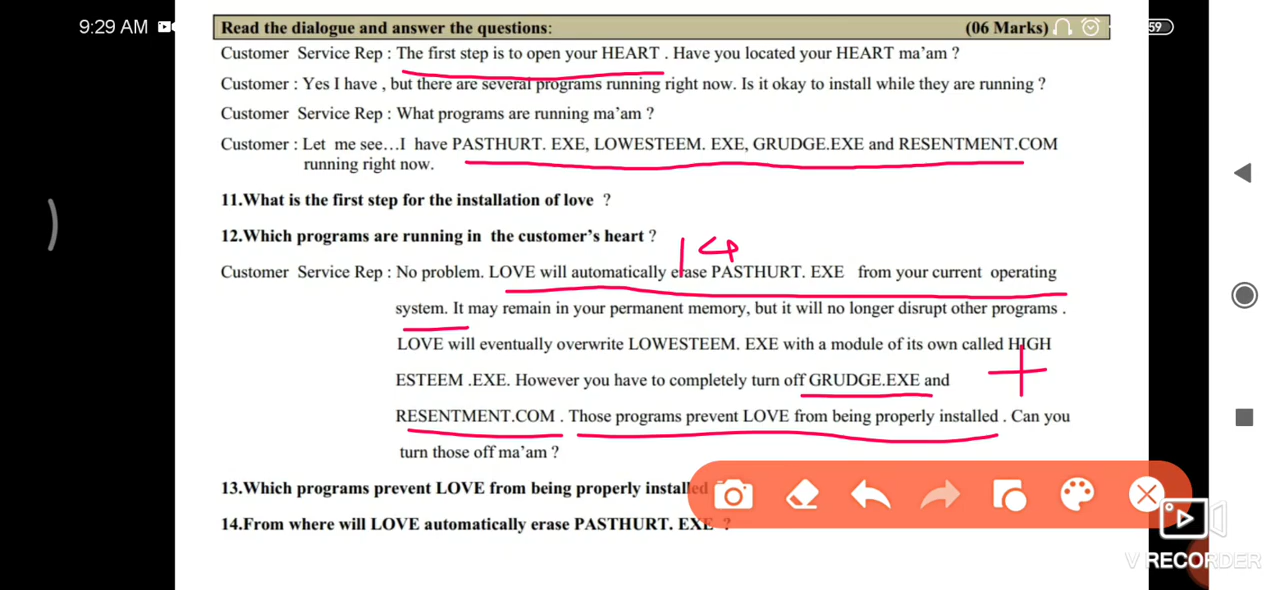 9:29 AM
59
Read the dialogue and answer the questions: (06 Marks)
Customer Service Rep : The first step is to open your HEART . Have you located your HEART ma'am ?
Customer : Yes I have , but there are several programs running right now. Is it okay to install while they are running ?
Customer Service Rep : What programs are running ma'am ?
Customer : Let me see...I have PASTHURT. EXE, LOWESTEEM. EXE, GRUDGE.EXE and RESENTMENT.COM
running right now.
11.What is the first step for the installation of love ?
12.Which programs are running in the customer's heart ?
Customer Service Rep : No problem. LOVE will automatically erase PASTHURT. EXE from your current operating
system. It may remain in your permanent memory, but it will no longer disrupt other programs .
LOVE will eventually overwrite LOWESTEEM. EXE with a module of its own called HIGH
ESTEEM .EXE. However you have to completely turn off GRUDGE.EXE and
RESENTMENT.COM . Those programs prevent LOVE from being properly installed . Can you
turn those off ma'am ?
13.Which programs prevent LOVE from being properly installed
14.From where will LOVE automatically erase PASTHURT. EXE ?
V RECORDER